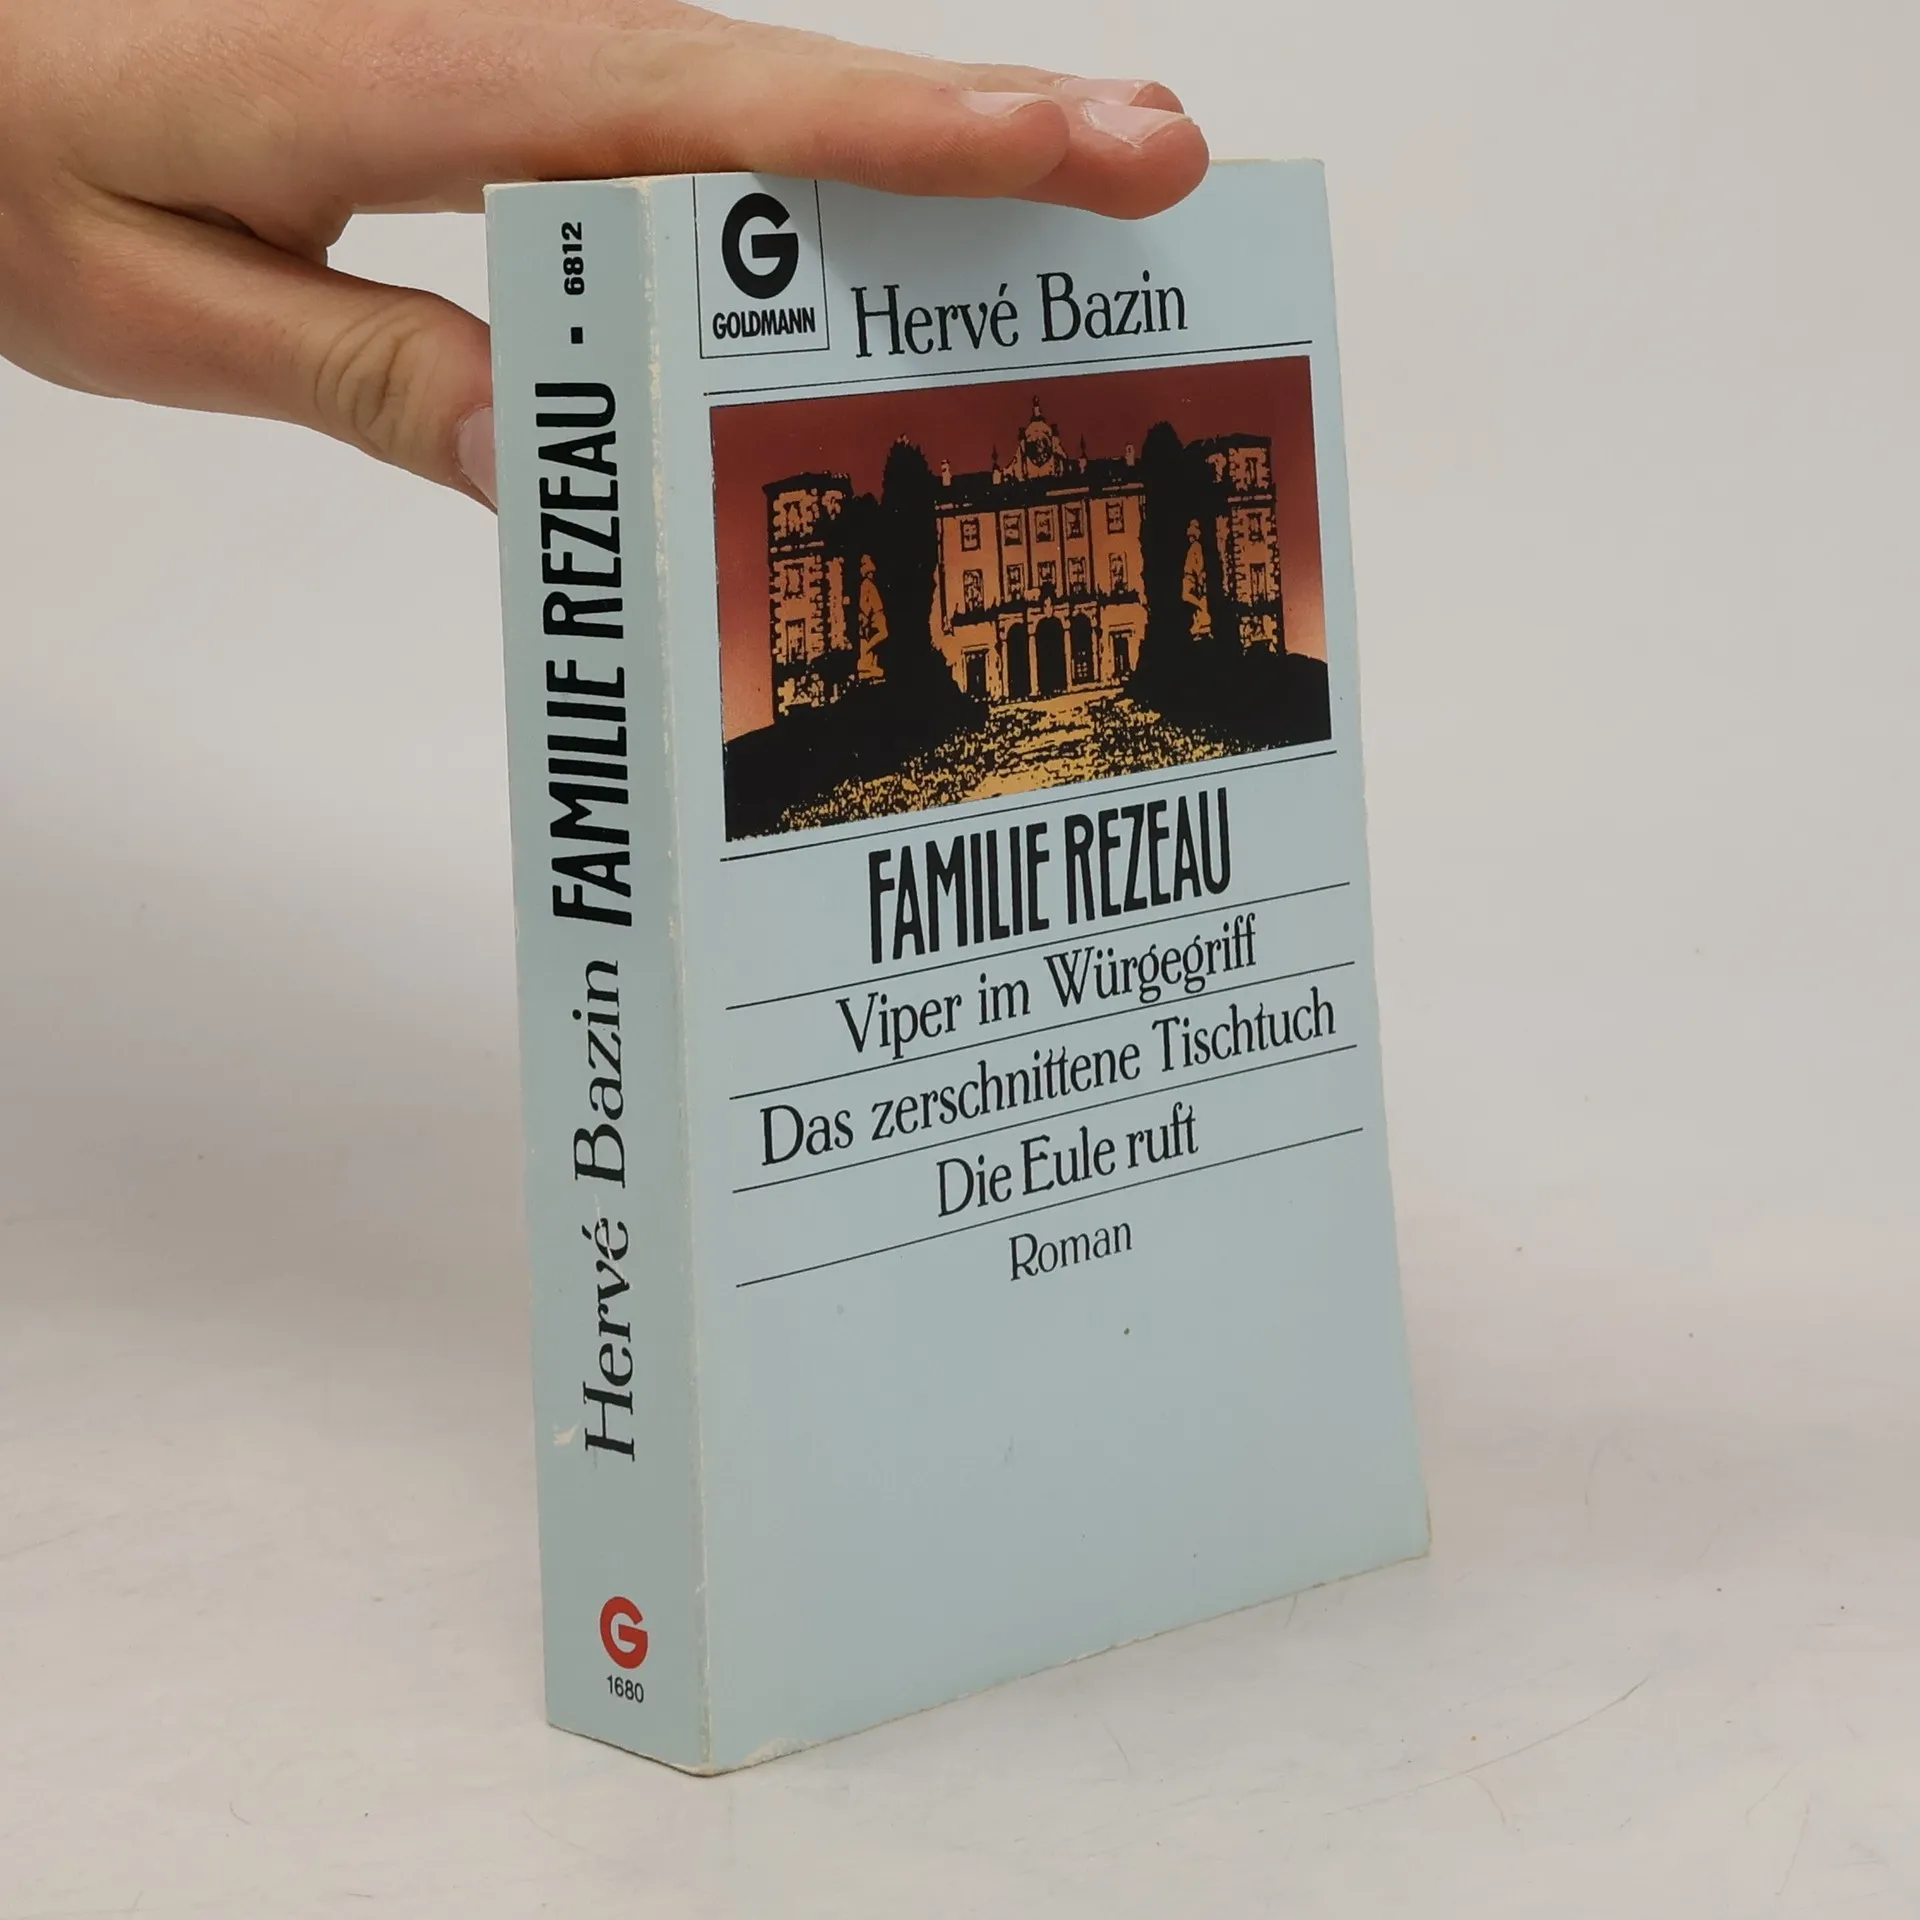 Hervé Bazin FAMILIE REZEAU · 6812
G
1680
G
GOLDMANN
Hervé Bazin
FAMILIE REZEAU
Viper im Würgegriff
Das zerschnittene Tischtuch
Die Eule ruft
Roman